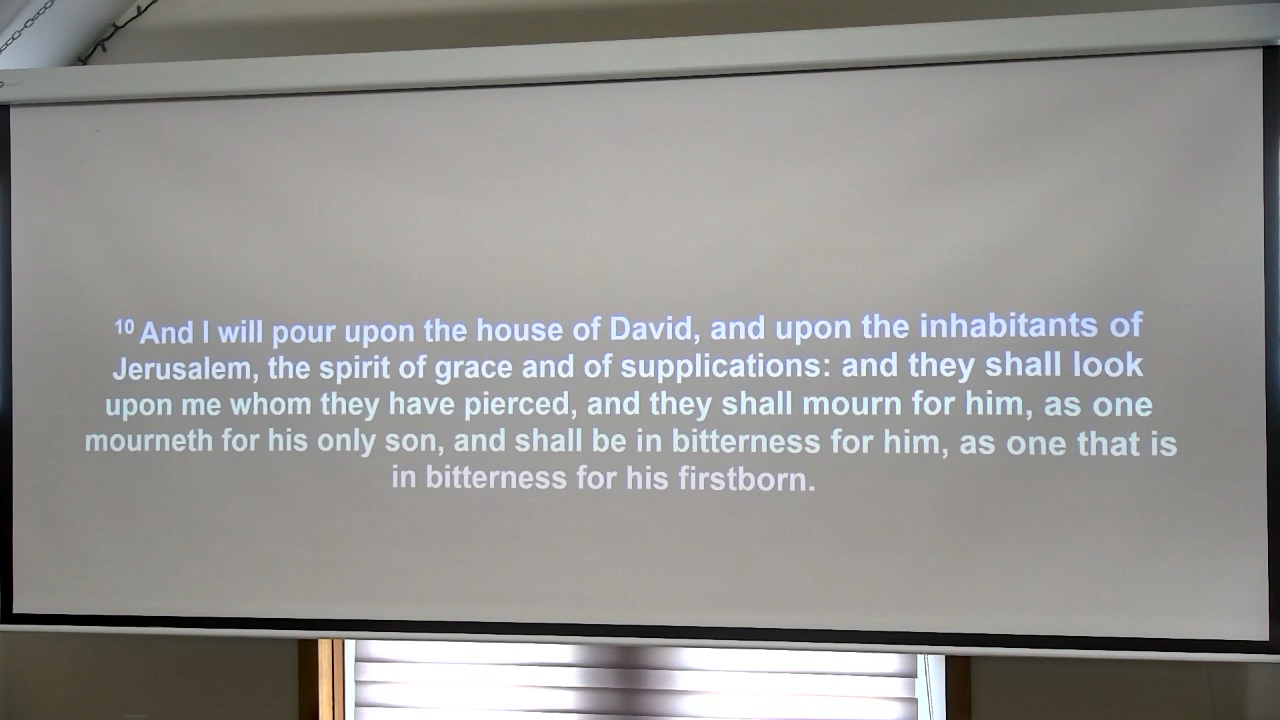 10 And I will pour upon the house of David, and upon the inhabitants of
Jerusalem, the spirit of grace and of supplications: and they shall look
upon me whom they have pierced, and they shall mourn for him, as one
mourneth for his only son, and shall be in bitterness for him, as one that is
in bitterness for his firstborn.